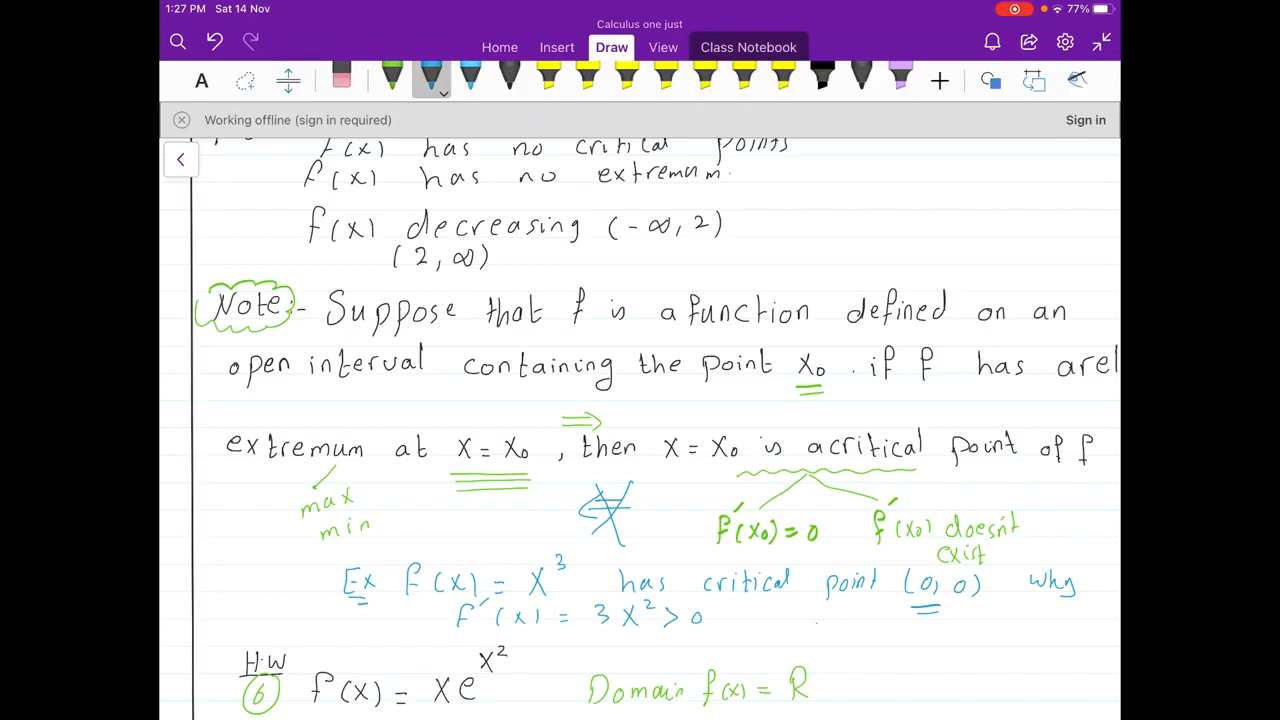 1:27 PM Sat 14 Nov
77%
Calculus one just
Home Insert Draw View Class Notebook
A
Working offline (sign in required) Sign in
f(x) has no critical points
f(x) has no extremum.
f(x) decreasing (-∞, 2)
(2, ∞)
Note:- Suppose that f is a function defined on an
open interval containing the point x₀ . if f has a rel
⇒
extremum at x = x₀ , then x = x₀ is a critical point of f
max
min
f′(x₀) = 0 f′(x₀) doesn't
exist
Ex f(x) = x³ has critical point (0, 0) why
f′(x) = 3x² > 0
H.W
6 f(x) = xe^x² Domain f(x) = R